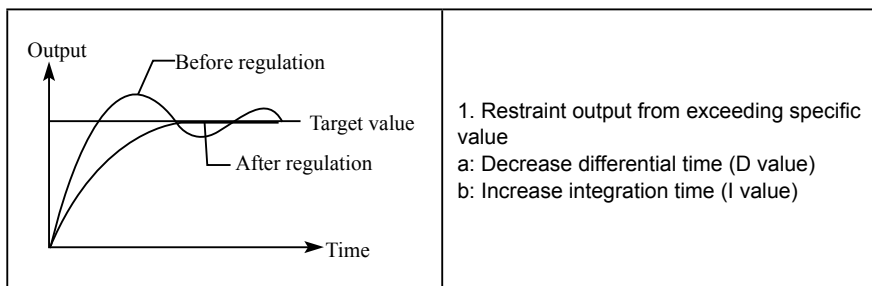 Output
Before regulation
Target value
After regulation
Time
1. Restraint output from exceeding specific
value
a: Decrease differential time (D value)
b: Increase integration time (I value)